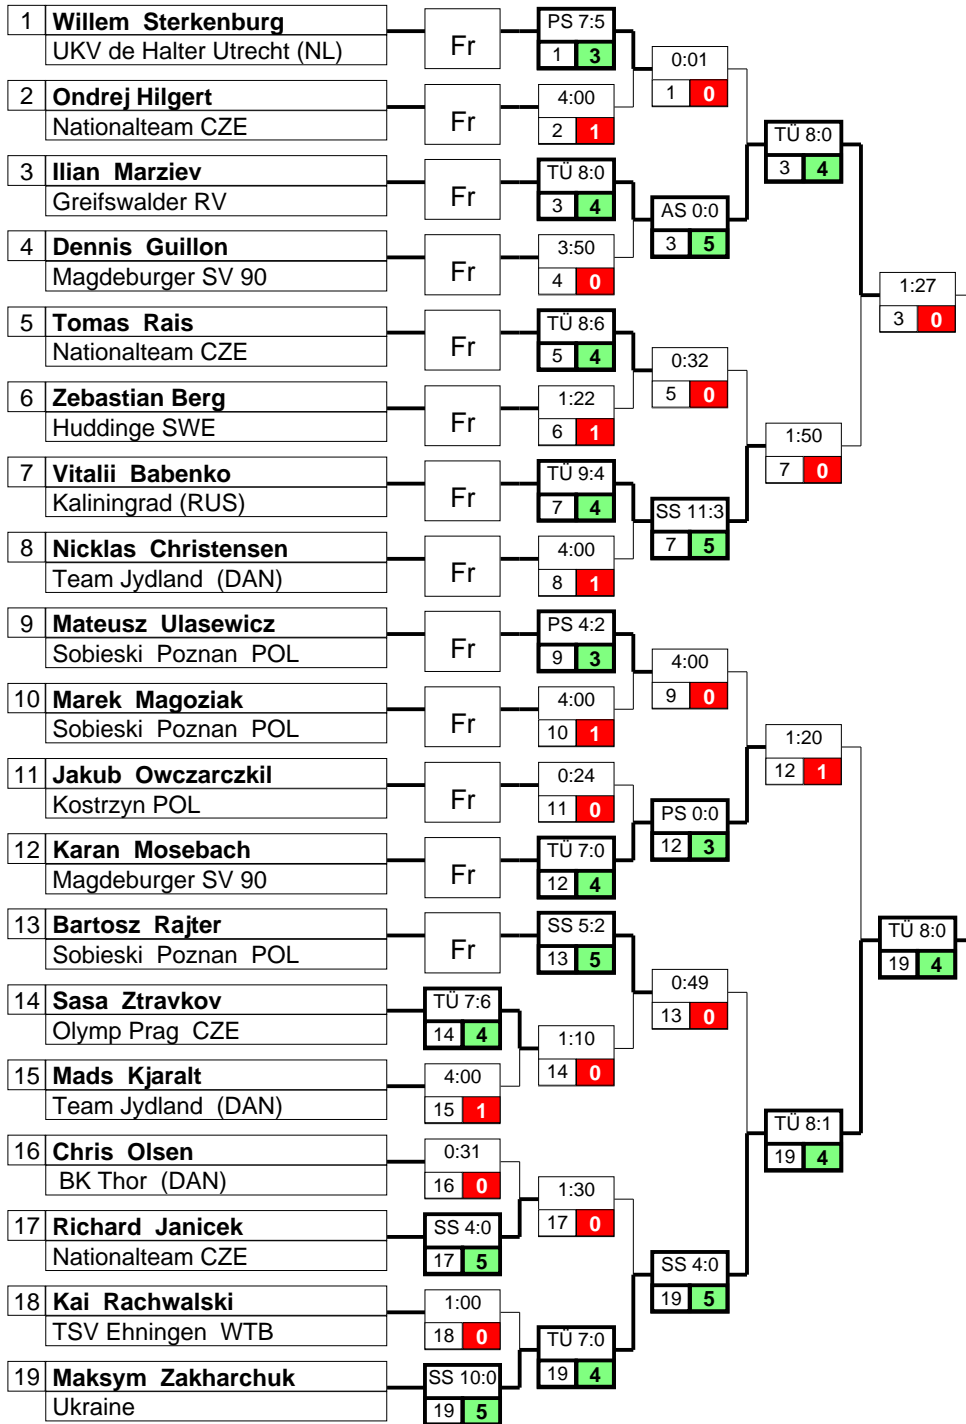 1 Willem Sterkenburg
UKV de Halter Utrecht (NL)
Fr
PS 7:5
1 3
0:01
1 0
2 Ondrej Hilgert
Nationalteam CZE
Fr
4:00
2 1
TÜ 8:0
3 4
3 Ilian Marziev
Greifswalder RV
Fr
TÜ 8:0
3 4
AS 0:0
3 5
4 Dennis Guillon
Magdeburger SV 90
Fr
3:50
4 0
1:27
3 0
5 Tomas Rais
Nationalteam CZE
Fr
TÜ 8:6
5 4
0:32
5 0
6 Zebastian Berg
Huddinge SWE
Fr
1:22
6 1
1:50
7 0
7 Vitalii Babenko
Kaliningrad (RUS)
Fr
TÜ 9:4
7 4
SS 11:3
7 5
8 Nicklas Christensen
Team Jydland (DAN)
Fr
4:00
8 1
9 Mateusz Ulasewicz
Sobieski Poznan POL
Fr
PS 4:2
9 3
4:00
9 0
10 Marek Magoziak
Sobieski Poznan POL
Fr
4:00
10 1
1:20
12 1
11 Jakub Owczarczkil
Kostrzyn POL
Fr
0:24
11 0
PS 0:0
12 3
12 Karan Mosebach
Magdeburger SV 90
Fr
TÜ 7:0
12 4
13 Bartosz Rajter
Sobieski Poznan POL
Fr
SS 5:2
13 5
TÜ 8:0
19 4
0:49
13 0
14 Sasa Ztravkov
Olymp Prag CZE
TÜ 7:6
14 4
1:10
14 0
15 Mads Kjaralt
Team Jydland (DAN)
4:00
15 1
TÜ 8:1
19 4
16 Chris Olsen
BK Thor (DAN)
0:31
16 0
1:30
17 0
17 Richard Janicek
Nationalteam CZE
SS 4:0
17 5
SS 4:0
19 5
18 Kai Rachwalski
TSV Ehningen WTB
1:00
18 0
TÜ 7:0
19 4
19 Maksym Zakharchuk
Ukraine
SS 10:0
19 5